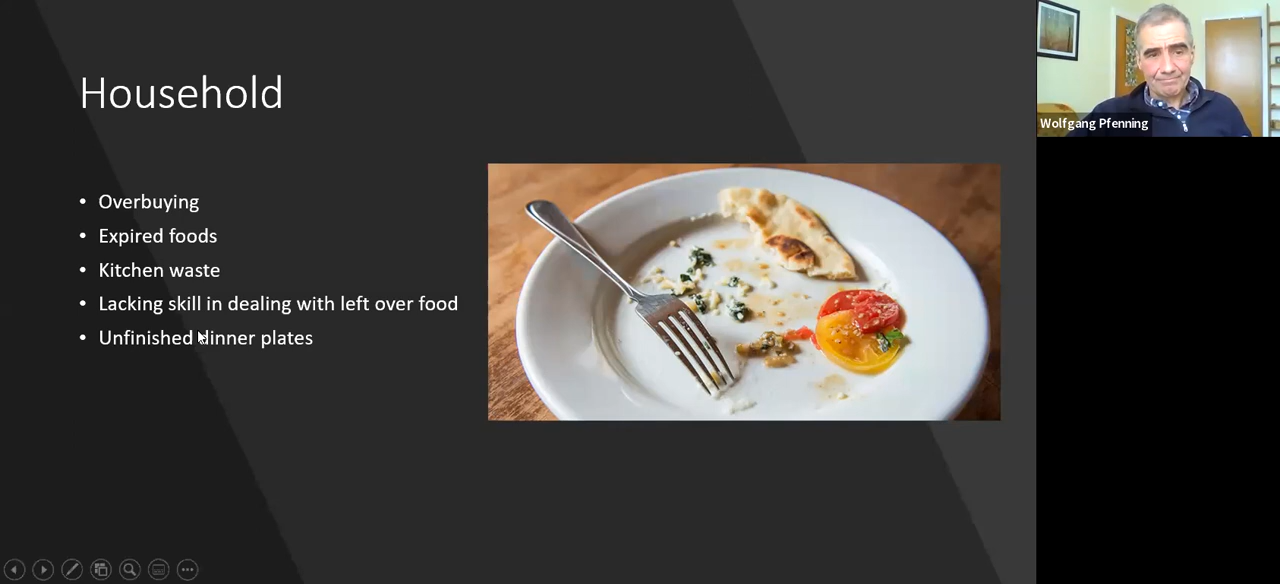 Household
• Overbuying
• Expired foods
• Kitchen waste
• Lacking skill in dealing with left over food
• Unfinished dinner plates
Wolfgang Pfenning